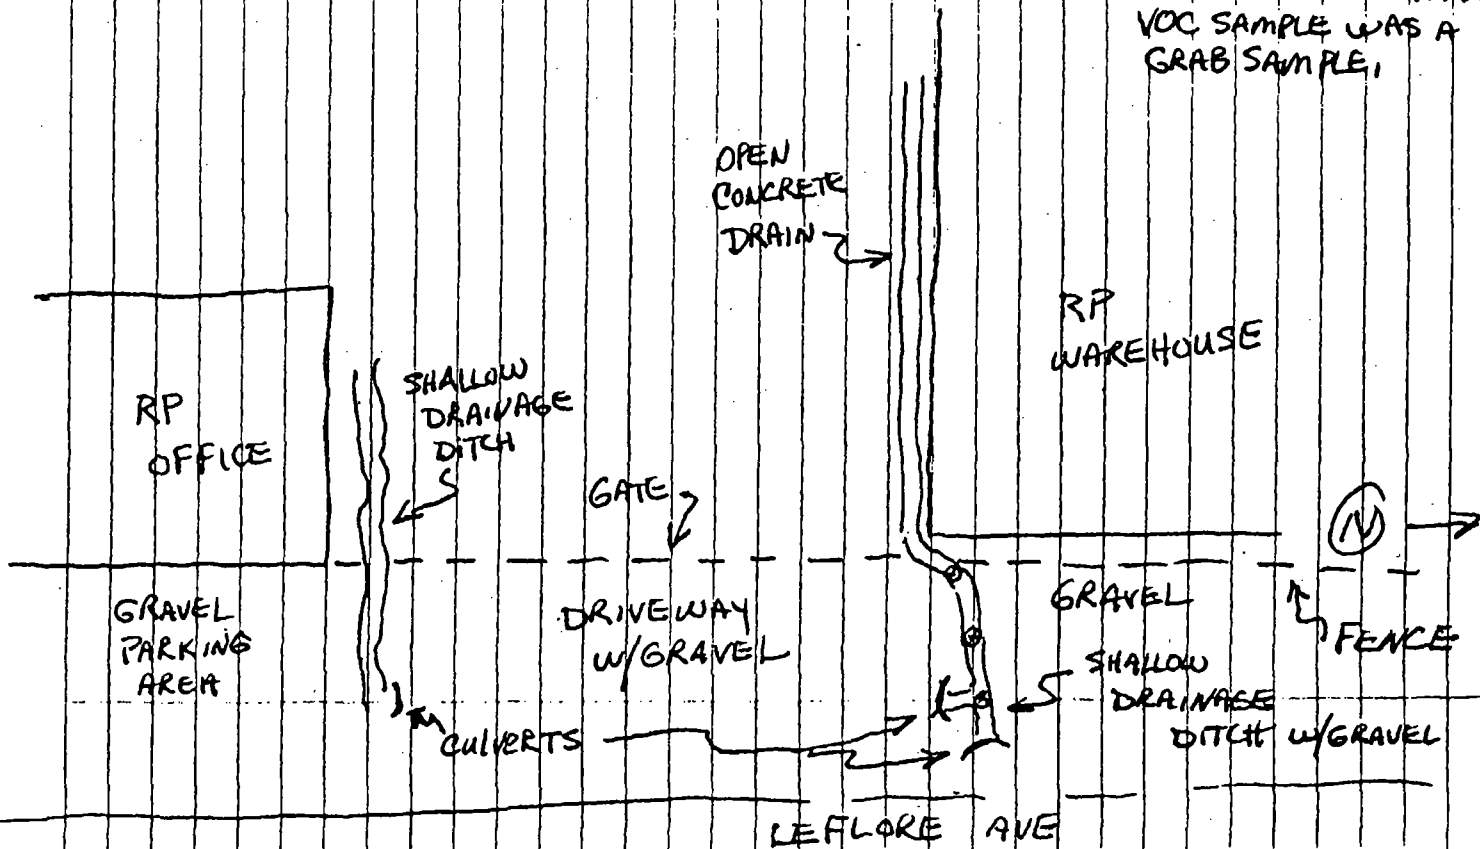 VOC SAMPLE WAS A
GRAB SAMPLE.
OPEN
CONCRETE
DRAIN
RP
WAREHOUSE
SHALLOW
DRAINAGE
DITCH
RP
OFFICE
GATE
N
GRAVEL
PARKING
AREA
DRIVEWAY
W/GRAVEL
GRAVEL
FENCE
SHALLOW
DRAINAGE
DITCH W/GRAVEL
CULVERTS
LEFLORE AVE